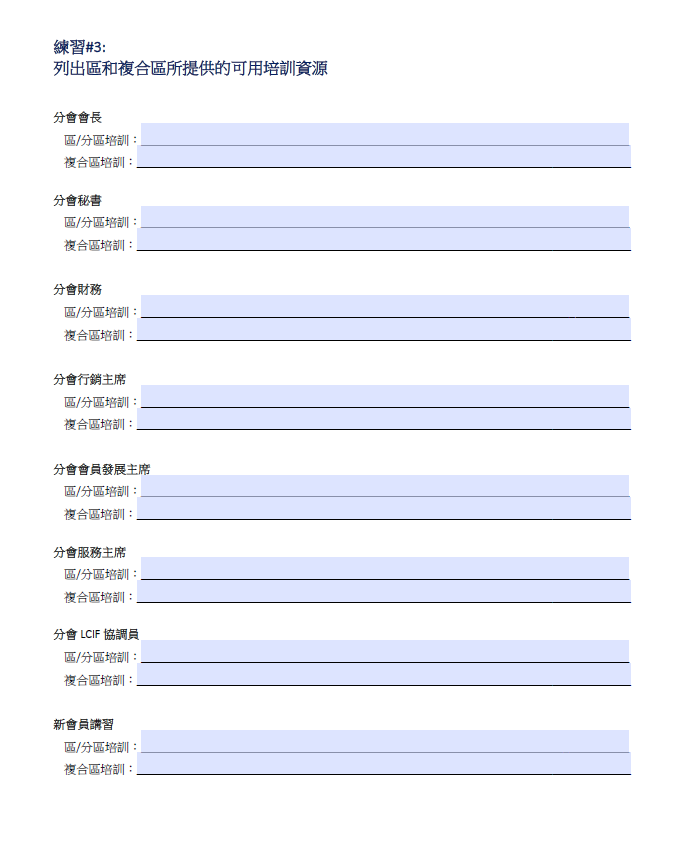 練習#3:
列出區和複合區所提供的可用培訓資源
分會會長
區/分區培訓：
複合區培訓：
分會秘書
區/分區培訓：
複合區培訓：
分會財務
區/分區培訓：
複合區培訓：
分會行銷主席
區/分區培訓：
複合區培訓：
分會會員發展主席
區/分區培訓：
複合區培訓：
分會服務主席
區/分區培訓：
複合區培訓：
分會 LCIF 協調員
區/分區培訓：
複合區培訓：
新會員講習
區/分區培訓：
複合區培訓：